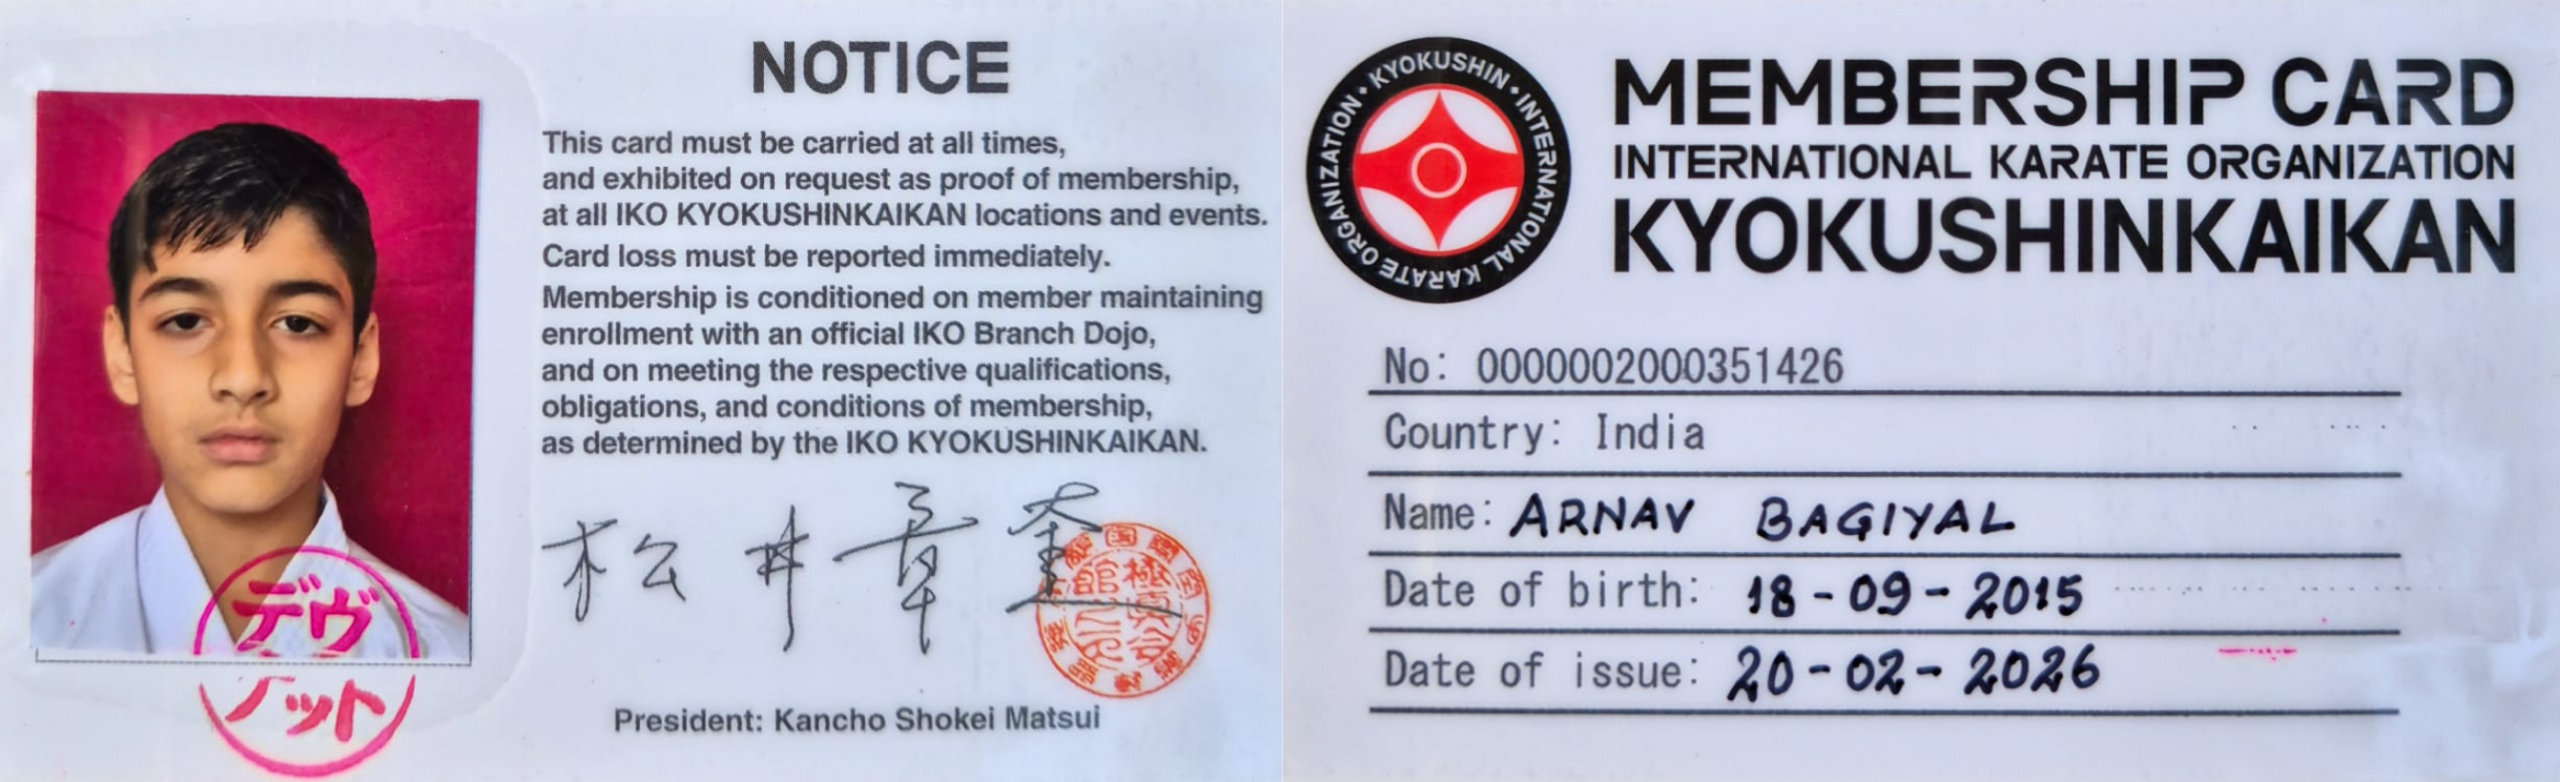 NOTICE
This card must be carried at all times,
and exhibited on request as proof of membership,
at all IKO KYOKUSHINKAIKAN locations and events.
Card loss must be reported immediately.
Membership is conditioned on member maintaining
enrollment with an official IKO Branch Dojo,
and on meeting the respective qualifications,
obligations, and conditions of membership,
as determined by the IKO KYOKUSHINKAIKAN.
松井章奎
President: Kancho Shokei Matsui
デヴ
ナット
KYOKUSHIN • INTERNATIONAL KARATE ORGANIZATION •
MEMBERSHIP CARD
INTERNATIONAL KARATE ORGANIZATION
KYOKUSHINKAIKAN
No: 0000002000351426
Country: India
Name: ARNAV BAGIYAL
Date of birth: 18-09-2015
Date of issue: 20-02-2026